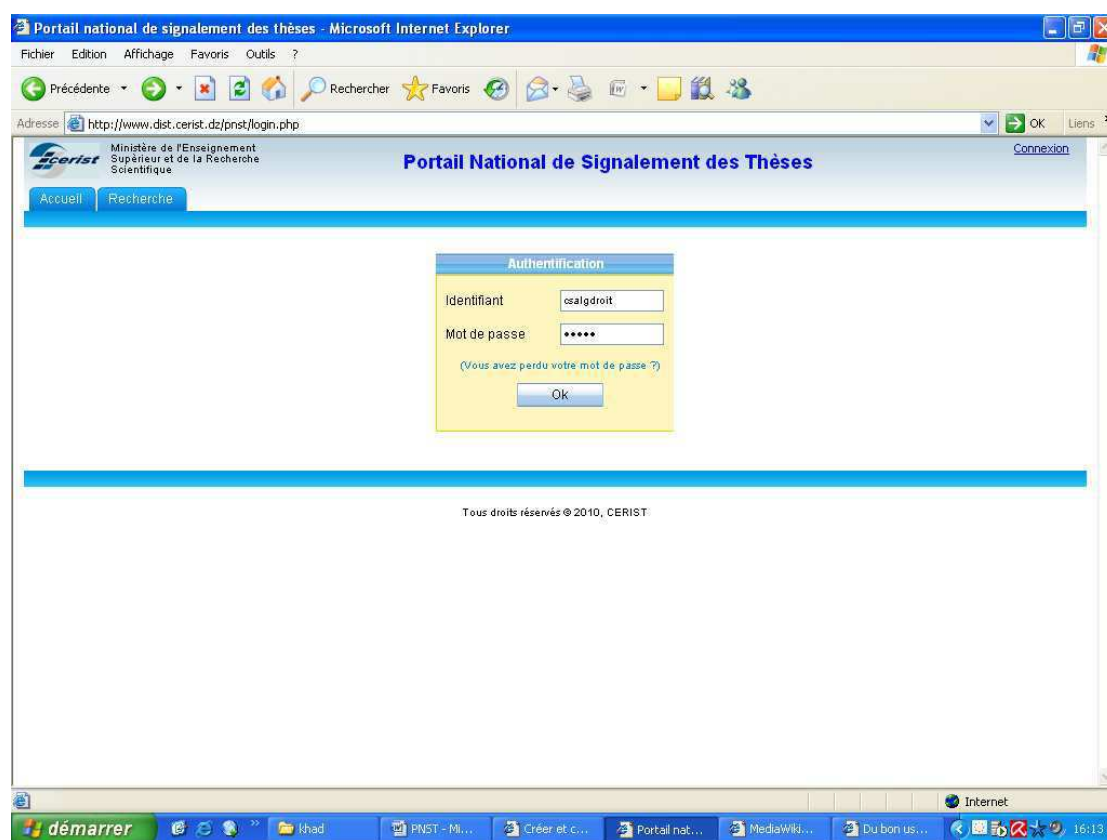 Portail national de signalement des thèses - Microsoft Internet Explorer
Fichier Edition Affichage Favoris Outils ?
Précédente Rechercher Favoris
Adresse http://www.dist.cerist.dz/pnst/login.php OK Liens
cerist
Ministère de l'Enseignement
Supèrieur et de la Recherche
Scientifique
Portail National de Signalement des Thèses
Connexion
Accueil Recherche
Authentification
Identifiant csalgdroit
Mot de passe •••••
(Vous avez perdu votre mot de passe ?)
Ok
Tous droits réservés © 2010, CERIST
Internet
démarrer khad PNST - Mi... Créer et c... Portail nat... MediaWiki... Du bon us... 16:13